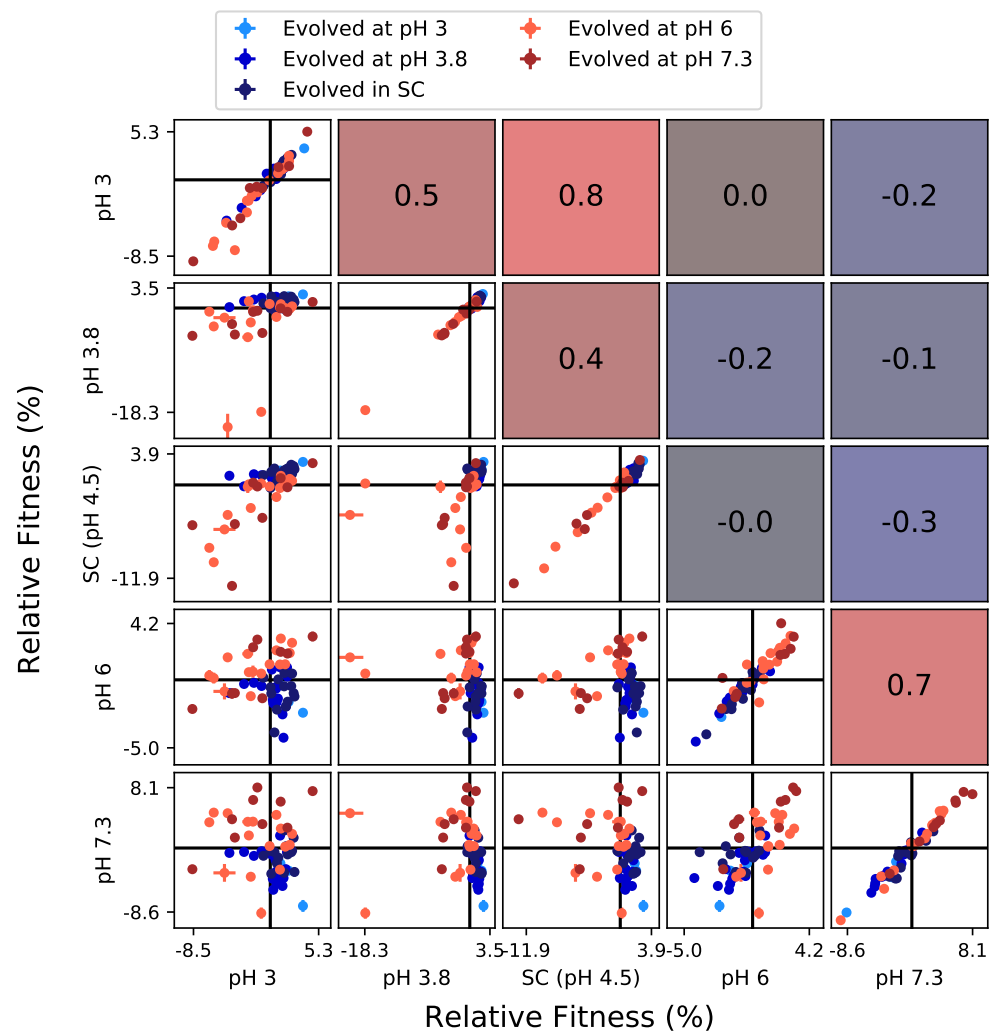 Evolved at pH 3
Evolved at pH 6
Evolved at pH 3.8
Evolved at pH 7.3
Evolved in SC
5.3
-8.5
pH 3
0.5
0.8
0.0
-0.2
3.5
-18.3
pH 3.8
0.4
-0.2
-0.1
3.9
-11.9
SC (pH 4.5)
-0.0
-0.3
4.2
-5.0
pH 6
0.7
8.1
-8.6
pH 7.3
Relative Fitness (%)
-8.5 5.3 -18.3 3.5 -11.9 3.9 -5.0 4.2 -8.6 8.1
pH 3 pH 3.8 SC (pH 4.5) pH 6 pH 7.3
Relative Fitness (%)